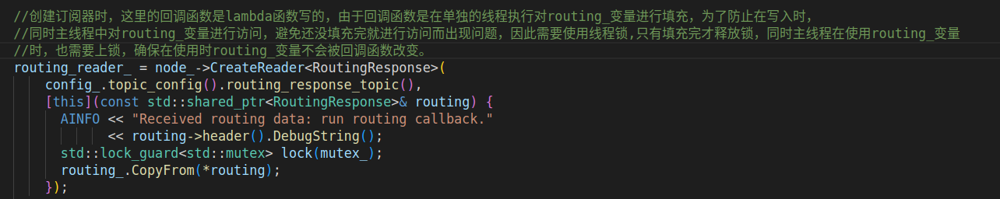 //创建订阅器时，这里的回调函数是lambda函数写的，由于回调函数是在单独的线程执行对routing_变量进行填充，为了防止在写入时，
//同时主线程中对routing_变量进行访问，避免还没填充完就进行访问而出现问题，因此需要使用线程锁,只有填充完才释放锁，同时主线程在使用routing_变量
//时，也需要上锁，确保在使用时routing_变量不会被回调函数改变。
routing_reader_ = node_->CreateReader<RoutingResponse>(
    config_.topic_config().routing_response_topic(),
    [this](const std::shared_ptr<RoutingResponse>& routing) {
      AINFO << "Received routing data: run routing callback."
            << routing->header().DebugString();
      std::lock_guard<std::mutex> lock(mutex_);
      routing_.CopyFrom(*routing);
    });